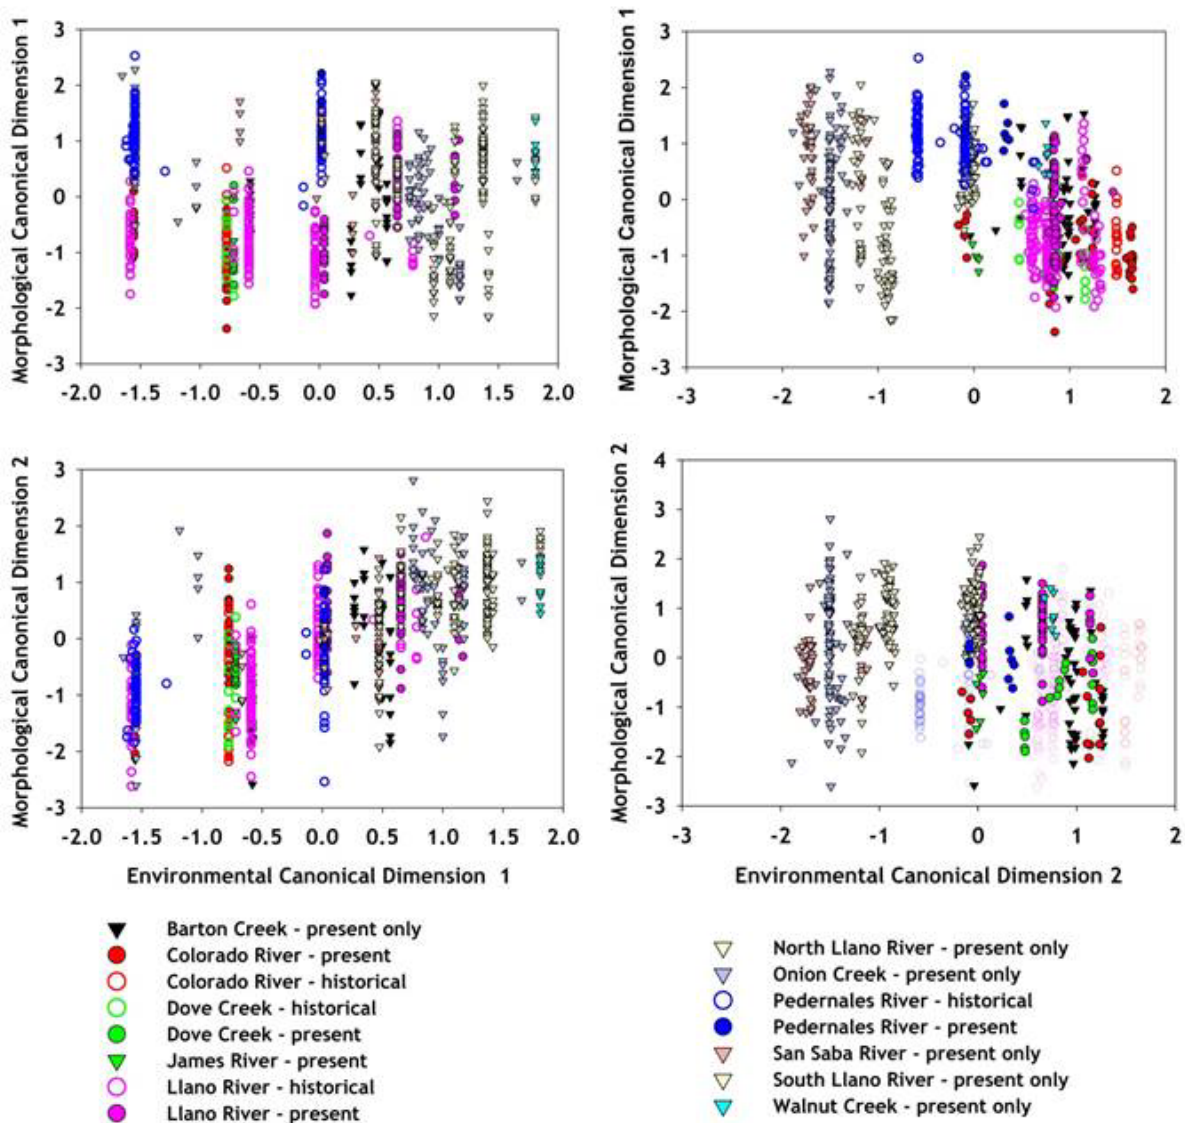 Morphological Canonical Dimension 1
3
2
1
0
-1
-2
-3
-2.0 -1.5 -1.0 -0.5 0.0 0.5 1.0 1.5 2.0
Morphological Canonical Dimension 1
3
2
1
0
-1
-2
-3
-3 -2 -1 0 1 2
Morphological Canonical Dimension 2
3
2
1
0
-1
-2
-3
-2.0 -1.5 -1.0 -0.5 0.0 0.5 1.0 1.5 2.0
Environmental Canonical Dimension 1
Morphological Canonical Dimension 2
4
3
2
1
0
-1
-2
-3
-3 -2 -1 0 1 2
Environmental Canonical Dimension 2
Barton Creek - present only
Colorado River - present
Colorado River - historical
Dove Creek - historical
Dove Creek - present
James River - present
Llano River - historical
Llano River - present
North Llano River - present only
Onion Creek - present only
Pedernales River - historical
Pedernales River - present
San Saba River - present only
South Llano River - present only
Walnut Creek - present only